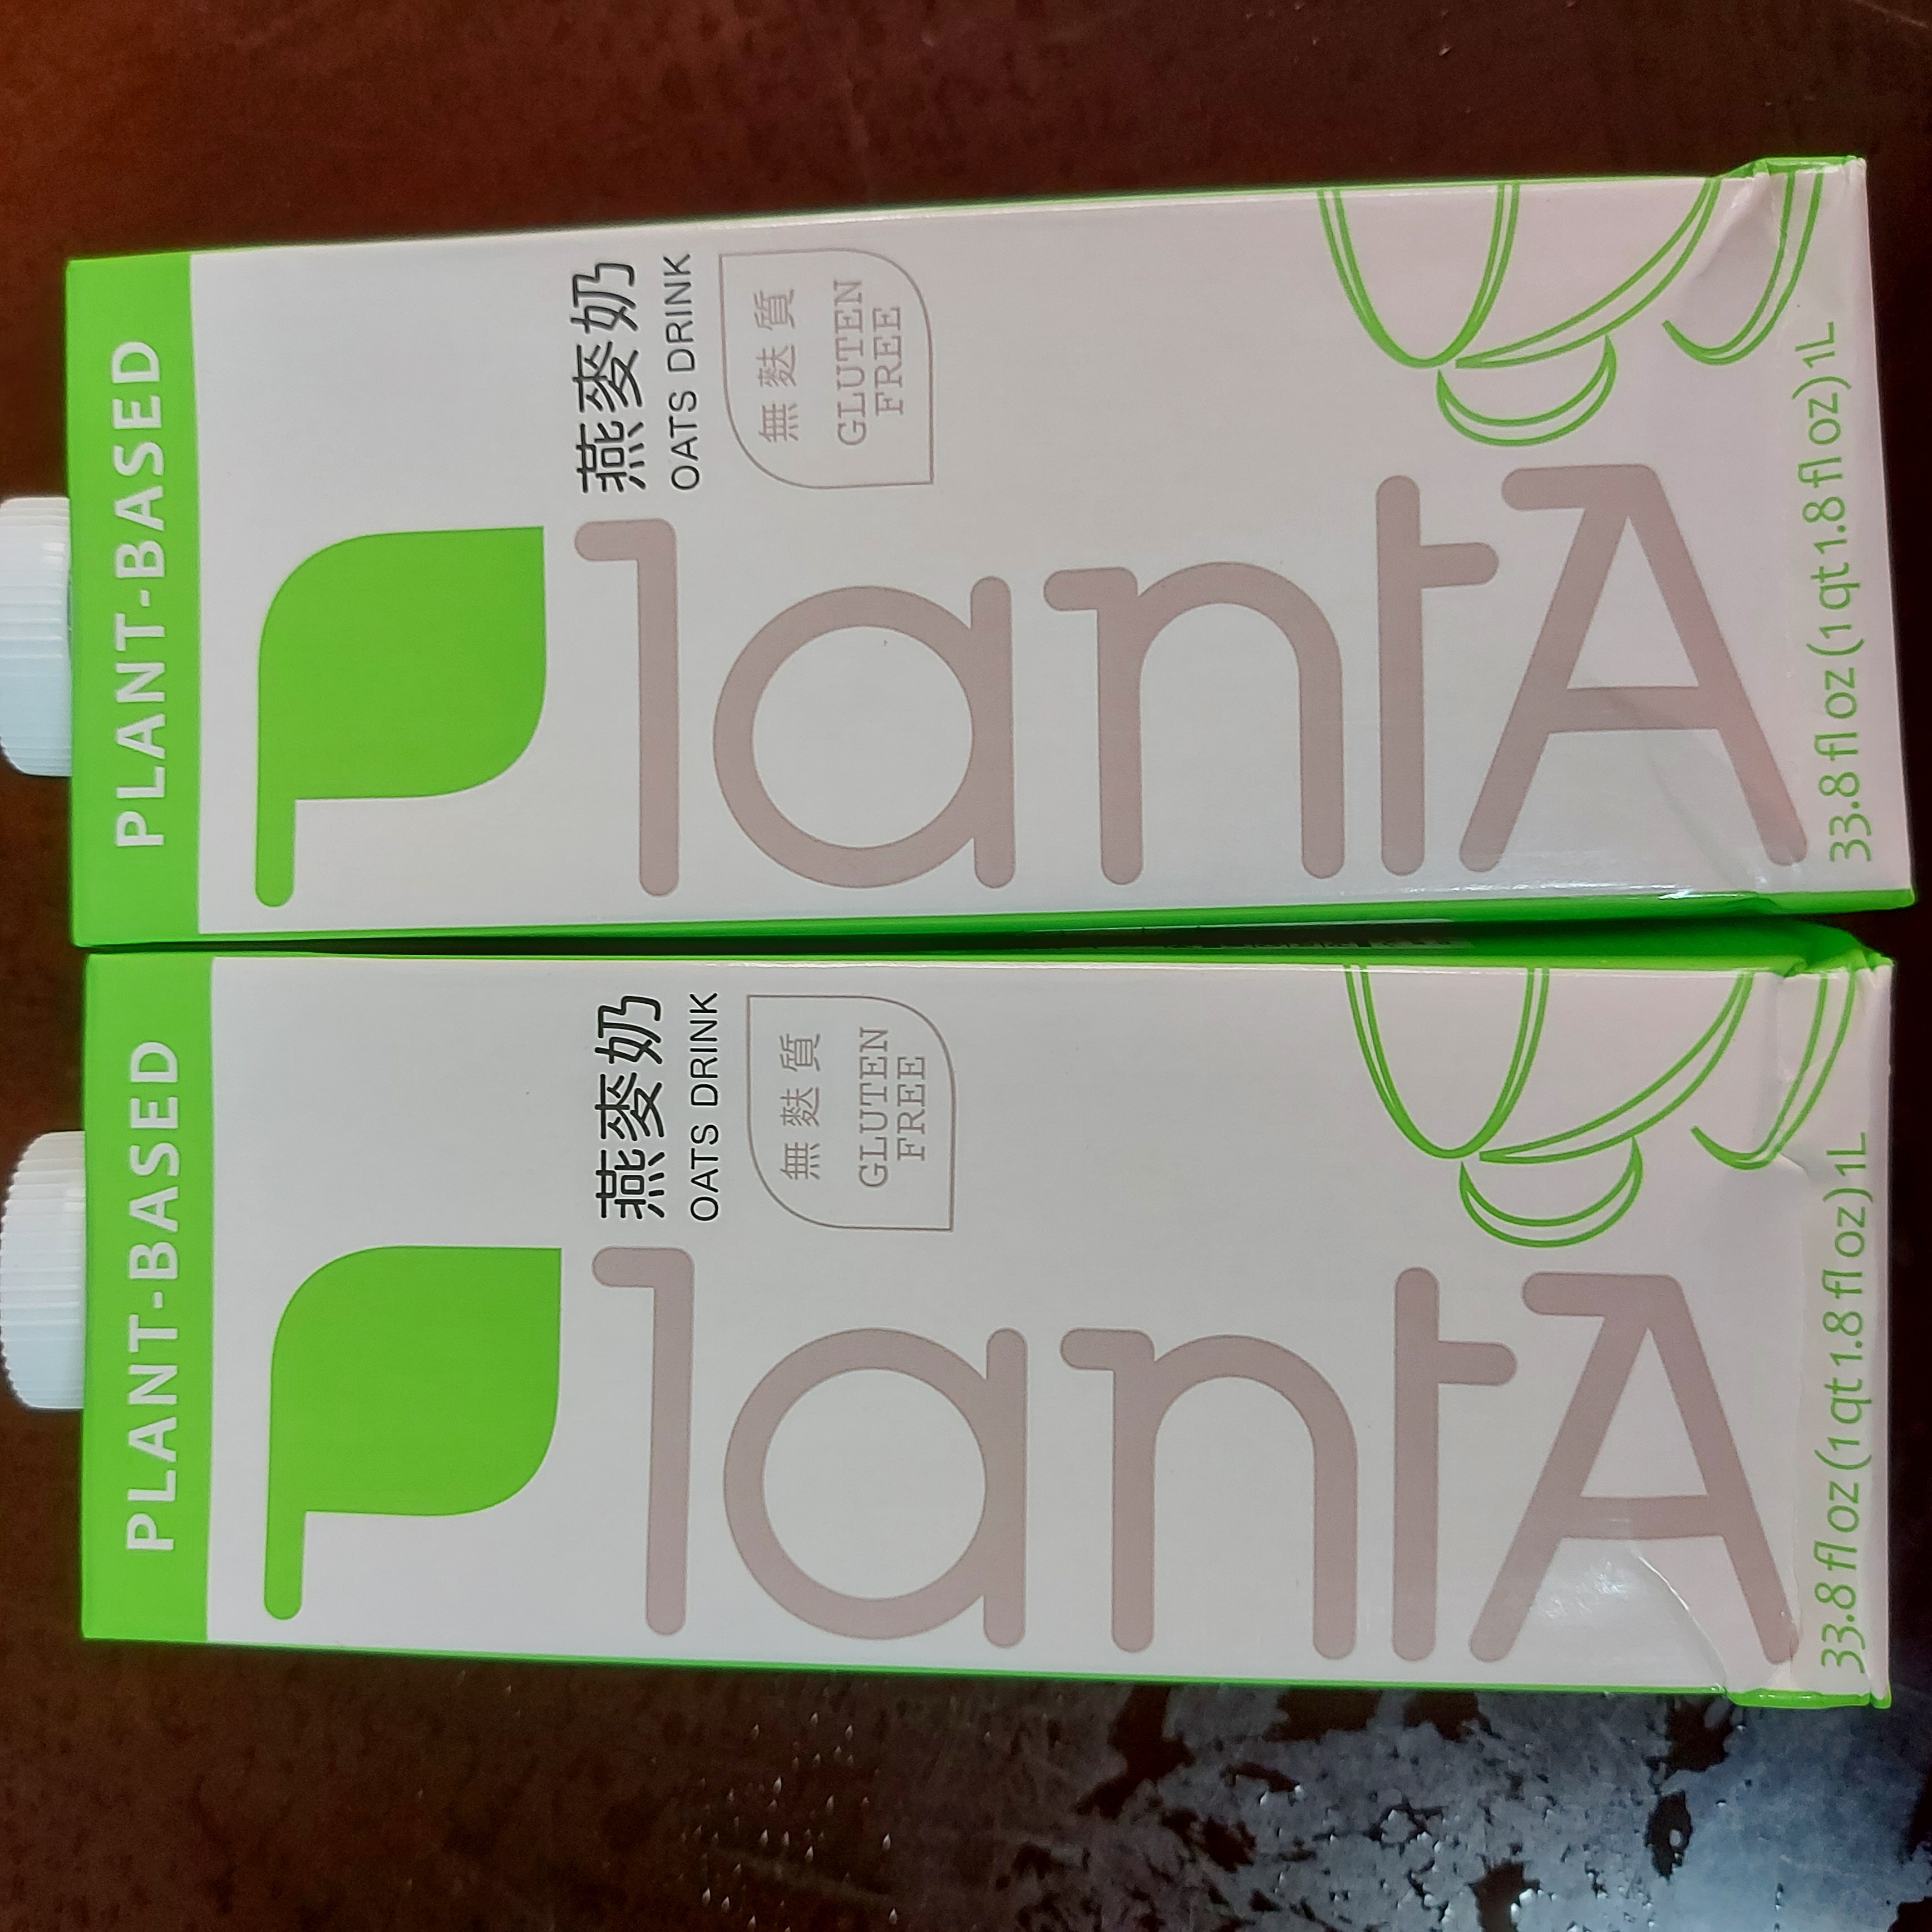 PLANT-BASED
PlantA
燕麥奶
OATS DRINK
無麩質
GLUTEN
FREE
33.8 fl oz (1 qt 1.8 fl oz) 1L
PLANT-BASED
PlantA
燕麥奶
OATS DRINK
無麩質
GLUTEN
FREE
33.8 fl oz (1 qt 1.8 fl oz) 1L